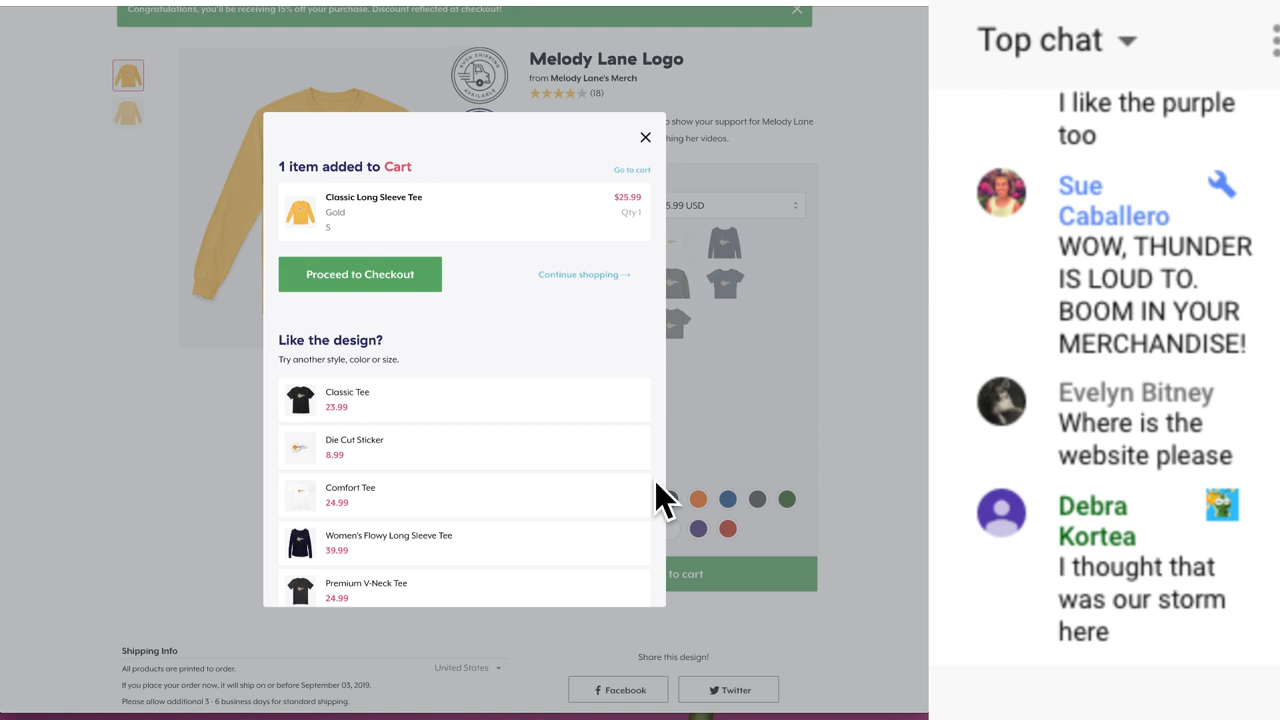 Congratulations, you'll be receiving 15% off your purchase. Discount reflected at checkout!
Melody Lane Logo
from Melody Lane's Merch
(18)
to show your support for Melody Lane
hing her videos.
1 item added to Cart
Go to cart
Classic Long Sleeve Tee
$25.99
Gold
Qty 1
S
5.99 USD
Proceed to Checkout
Continue shopping →
Like the design?
Try another style, color or size.
Classic Tee
23.99
Die Cut Sticker
8.99
Comfort Tee
24.99
Women's Flowy Long Sleeve Tee
39.99
Premium V-Neck Tee
24.99
to cart
Shipping Info
All products are printed to order.
United States
If you place your order now, it will ship on or before September 03, 2019.
Please allow additional 3 - 6 business days for standard shipping.
Share this design!
Facebook
Twitter
Top chat
I like the purple
too
Sue
Caballero
WOW, THUNDER
IS LOUD TO.
BOOM IN YOUR
MERCHANDISE!
Evelyn Bitney
Where is the
website please
Debra
Kortea
I thought that
was our storm
here